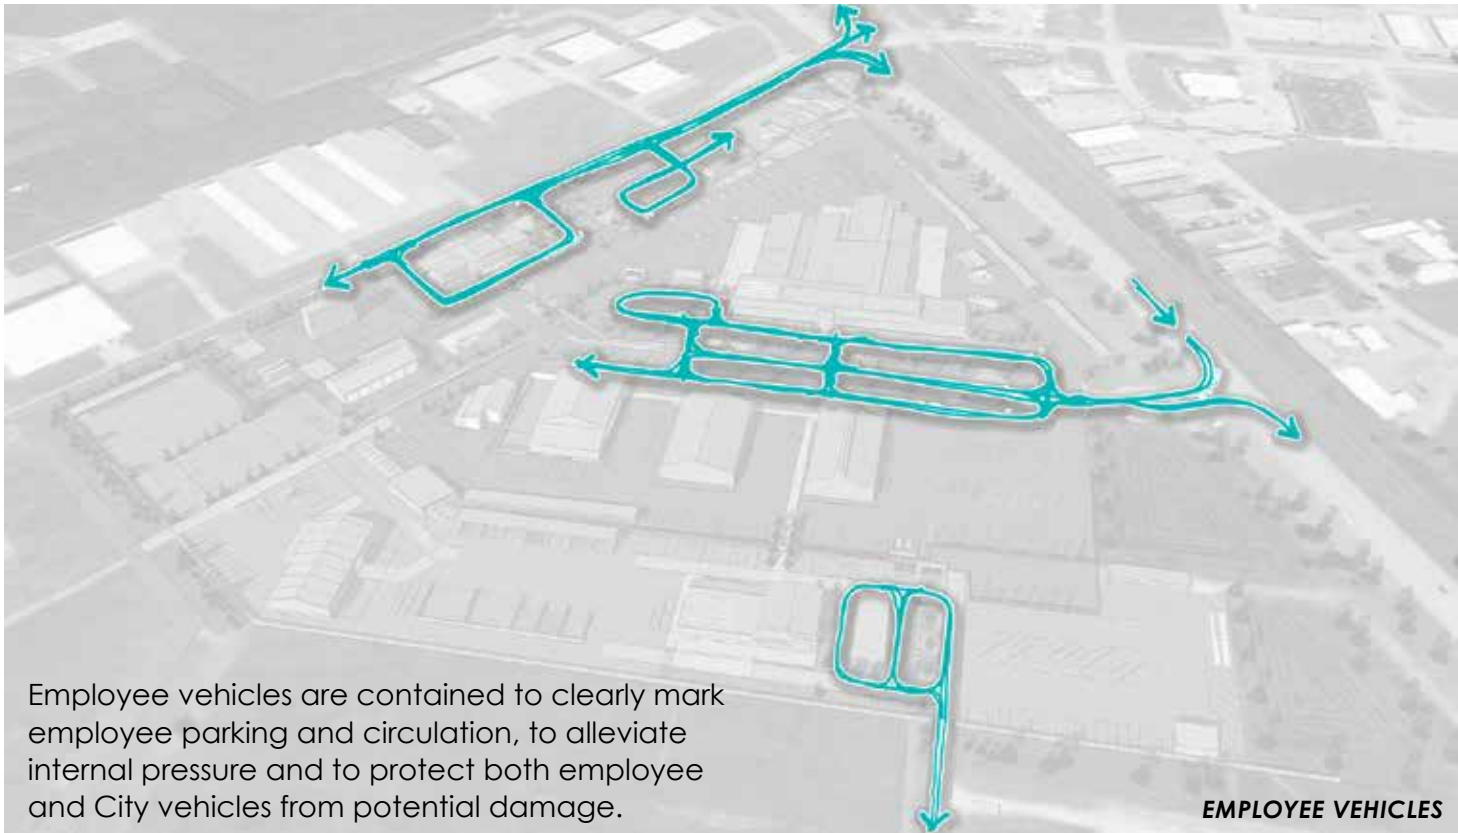 Employee vehicles are contained to clearly mark
employee parking and circulation, to alleviate
internal pressure and to protect both employee
and City vehicles from potential damage.
EMPLOYEE VEHICLES